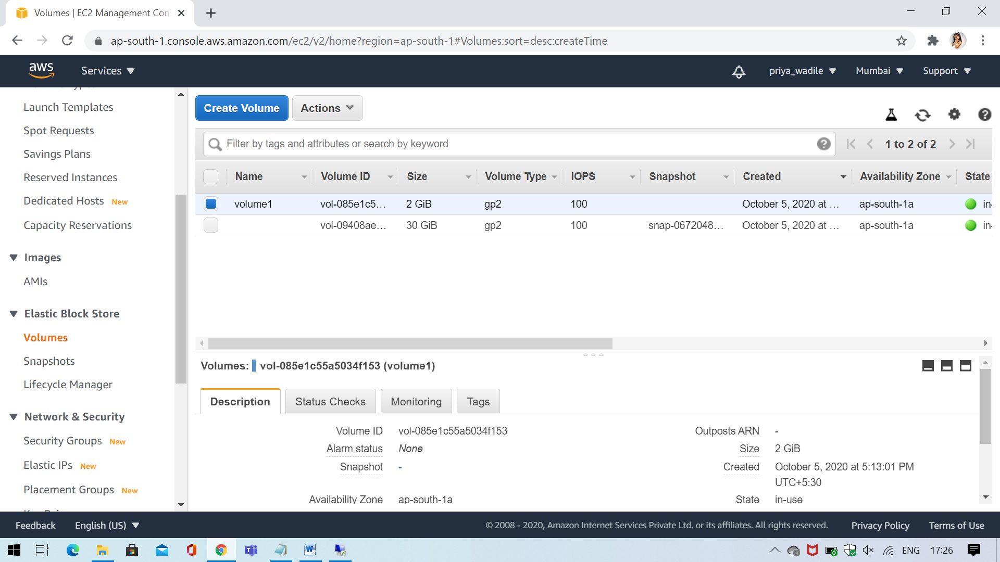 Volumes | EC2 Management Con
ap-south-1.console.aws.amazon.com/ec2/v2/home?region=ap-south-1#Volumes:sort=desc:createTime
aws
Services
priya_wadile
Mumbai
Support
Launch Templates
Spot Requests
Savings Plans
Reserved Instances
Dedicated Hosts New
Capacity Reservations
Images
AMIs
Elastic Block Store
Volumes
Snapshots
Lifecycle Manager
Network & Security
Security Groups New
Elastic IPs New
Placement Groups New
Create Volume Actions
Filter by tags and attributes or search by keyword
1 to 2 of 2
Name Volume ID Size Volume Type IOPS Snapshot Created Availability Zone State
volume1 vol-085e1c5... 2 GiB gp2 100 October 5, 2020 at ... ap-south-1a in-
vol-09408ae... 30 GiB gp2 100 snap-0672048... October 5, 2020 at ... ap-south-1a in-
Volumes: vol-085e1c55a5034f153 (volume1)
Description Status Checks Monitoring Tags
Volume ID vol-085e1c55a5034f153 Outposts ARN -
Alarm status None Size 2 GiB
Snapshot - Created October 5, 2020 at 5:13:01 PM
UTC+5:30
Availability Zone ap-south-1a State in-use
Feedback English (US) © 2008 - 2020, Amazon Internet Services Private Ltd. or its affiliates. All rights reserved. Privacy Policy Terms of Use
ENG 17:26